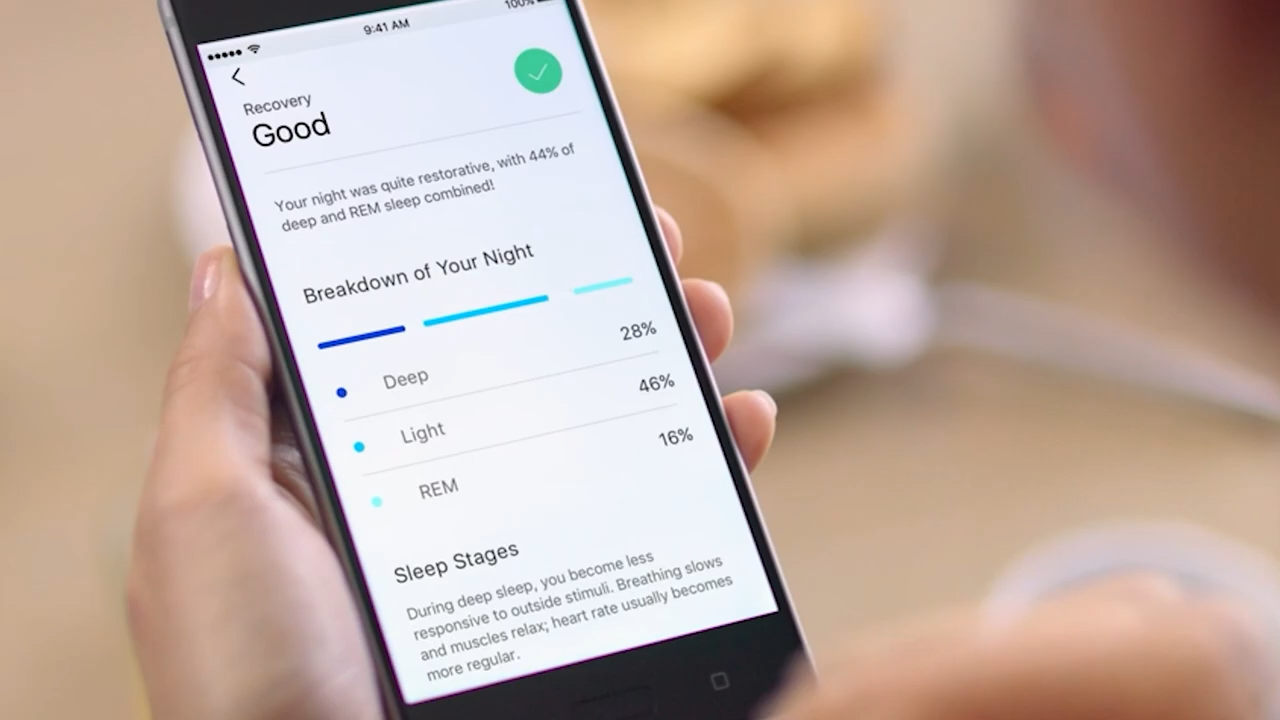 9:41 AM
100%
Recovery
Good
Your night was quite restorative, with 44% of
deep and REM sleep combined!
Breakdown of Your Night
Deep 28%
Light 46%
REM 16%
Sleep Stages
During deep sleep, you become less
responsive to outside stimuli. Breathing slows
and muscles relax; heart rate usually becomes
more regular.